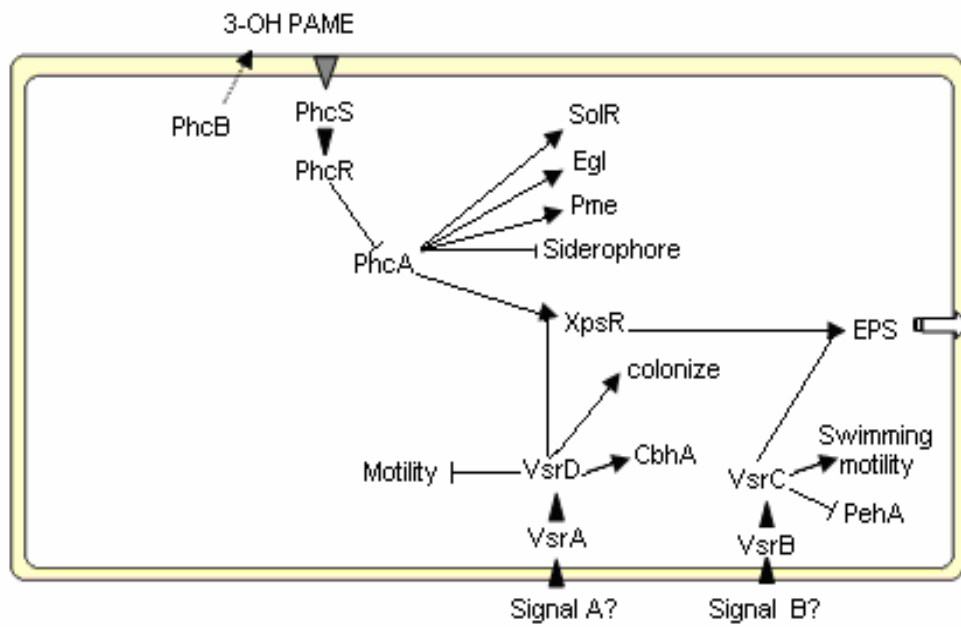 3-OH PAME
PhcB
PhcS
PhcR
PhcA
SolR
Egl
Pme
Siderophore
XpsR
EPS
colonize
Motility
VsrD
CbhA
VsrA
Signal A?
Swimming
motility
VsrC
PehA
VsrB
Signal B?